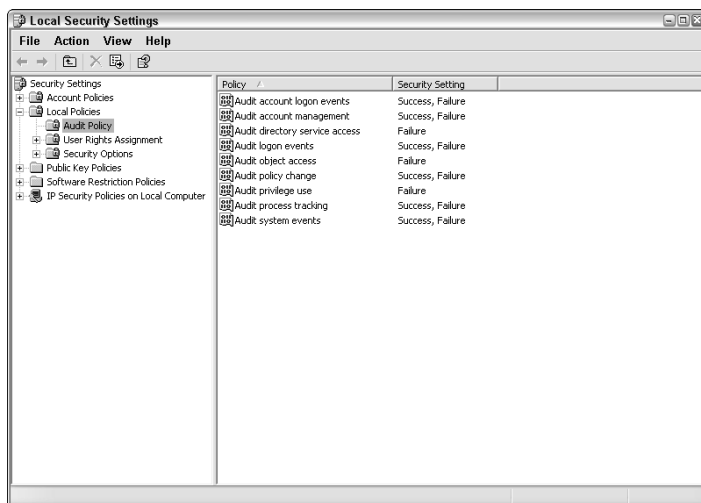 Local Security Settings
File Action View Help
Security Settings
Account Policies
Local Policies
Audit Policy
User Rights Assignment
Security Options
Public Key Policies
Software Restriction Policies
IP Security Policies on Local Computer
Policy Security Setting
Audit account logon events Success, Failure
Audit account management Success, Failure
Audit directory service access Failure
Audit logon events Success, Failure
Audit object access Failure
Audit policy change Success, Failure
Audit privilege use Failure
Audit process tracking Success, Failure
Audit system events Success, Failure